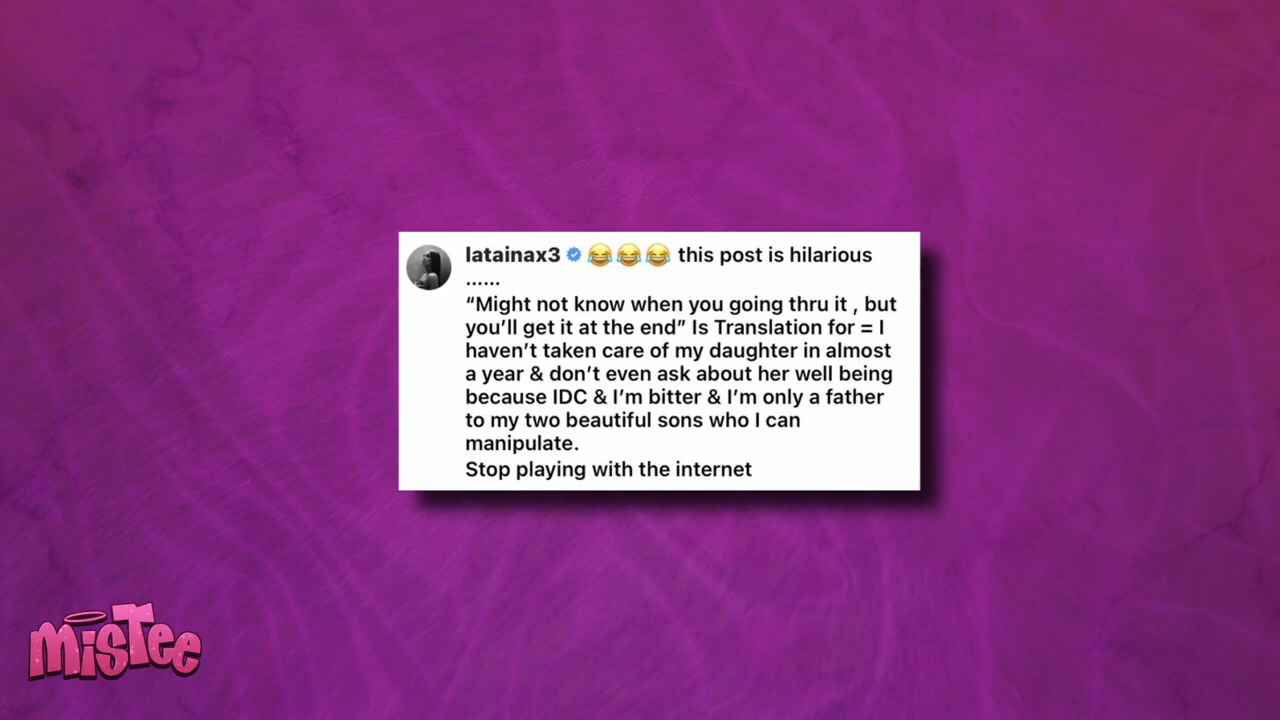 latainax3 😂😂😂 this post is hilarious
......
“Might not know when you going thru it , but
you’ll get it at the end” Is Translation for = I
haven’t taken care of my daughter in almost
a year & don’t even ask about her well being
because IDC & I’m bitter & I’m only a father
to my two beautiful sons who I can
manipulate.
Stop playing with the internet
MisTee